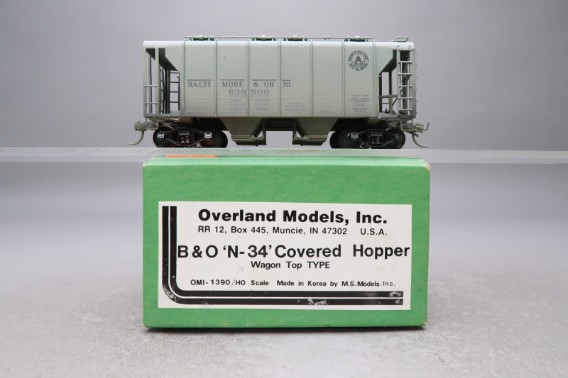 BALTIMORE & OHIO
830500
Overland Models, Inc.
RR 12, Box 445, Muncie, IN 47302 U.S.A.
B & O 'N-34' Covered Hopper
Wagon Top TYPE
OMI-1390/HO Scale Made in Korea by M.S. Models. Inc.